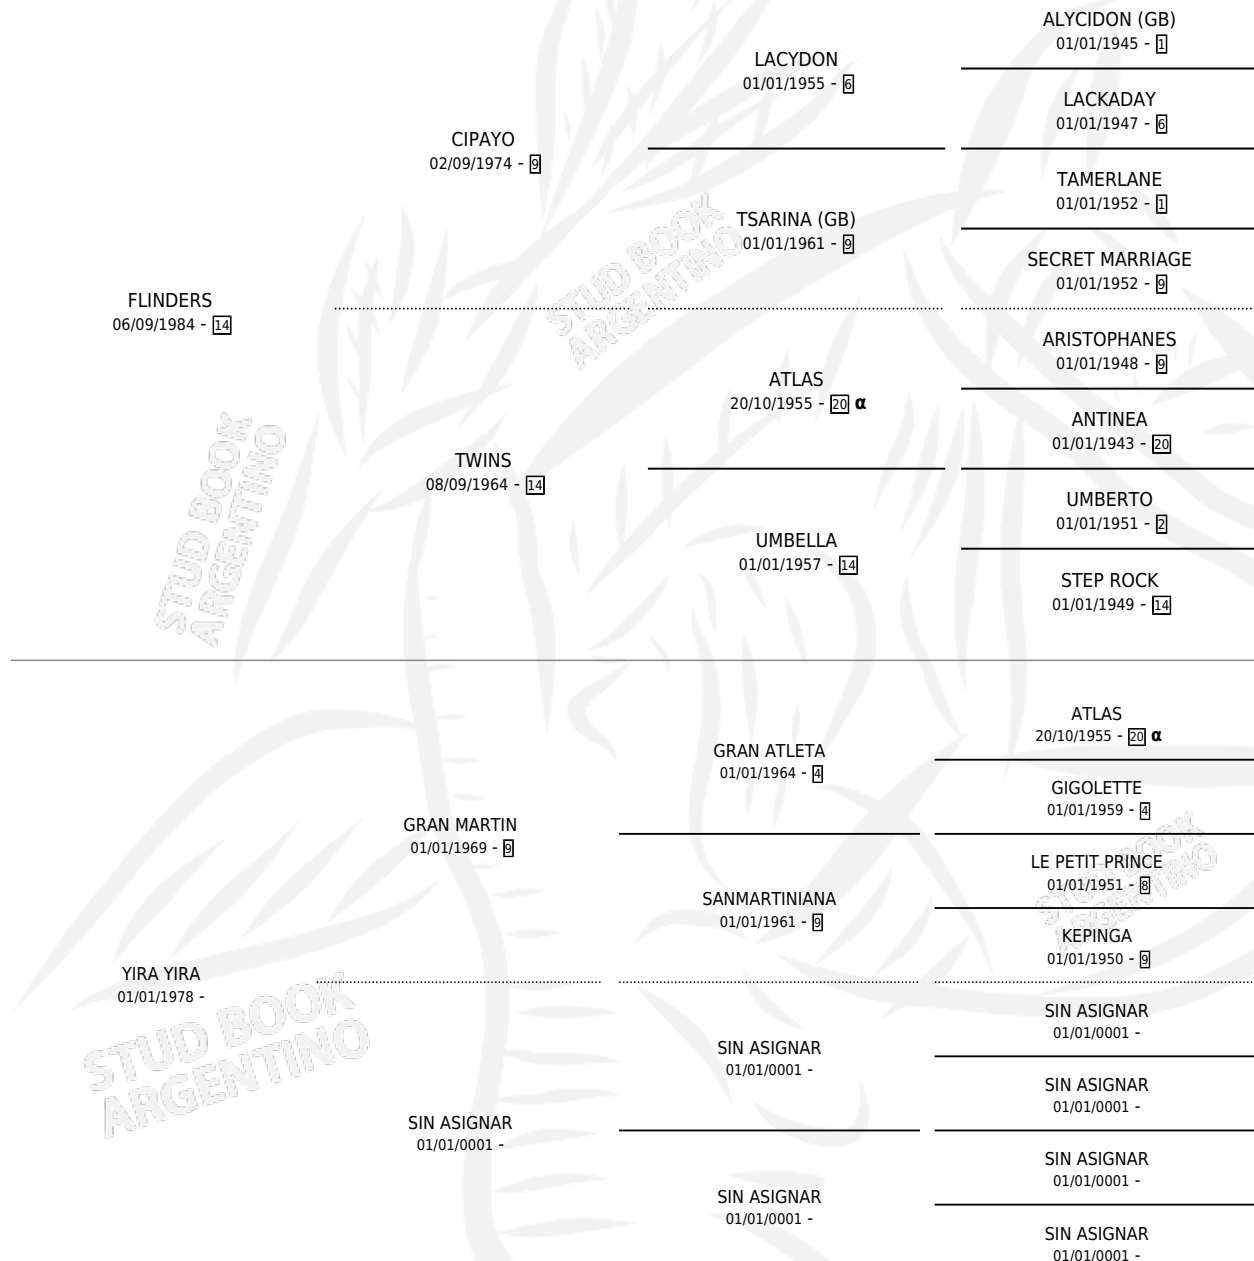 ALYCIDON (GB)
01/01/1945 - 1
LACYDON
01/01/1955 - 6
LACKADAY
01/01/1947 - 6
CIPAYO
02/09/1974 - 9
TAMERLANE
01/01/1952 - 1
TSARINA (GB)
01/01/1961 - 9
SECRET MARRIAGE
01/01/1952 - 9
FLINDERS
06/09/1984 - 14
ARISTOPHANES
01/01/1948 - 9
ATLAS
20/10/1955 - 20 α
ANTINEA
01/01/1943 - 20
TWINS
08/09/1964 - 14
UMBERTO
01/01/1951 - 2
UMBELLA
01/01/1957 - 14
STEP ROCK
01/01/1949 - 14
ATLAS
20/10/1955 - 20 α
GRAN ATLETA
01/01/1964 - 4
GIGOLETTE
01/01/1959 - 4
GRAN MARTIN
01/01/1969 - 9
LE PETIT PRINCE
01/01/1951 - 8
SANMARTINIANA
01/01/1961 - 9
KEPINGA
01/01/1950 - 9
YIRA YIRA
01/01/1978 -
SIN ASIGNAR
01/01/0001 -
SIN ASIGNAR
01/01/0001 -
SIN ASIGNAR
01/01/0001 -
SIN ASIGNAR
01/01/0001 -
SIN ASIGNAR
01/01/0001 -
SIN ASIGNAR
01/01/0001 -
SIN ASIGNAR
01/01/0001 -
STUD BOOK
ARGENTINO
STUD BOOK
ARGENTINO
STUD BOOK
ARGENTINO
STUD BOOK
ARGENTINO